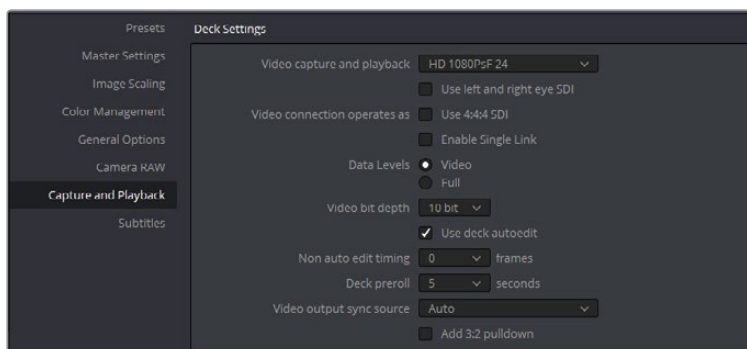 Presets
Master Settings
Image Scaling
Color Management
General Options
Camera RAW
Capture and Playback
Subtitles
Deck Settings
Video capture and playback HD 1080PsF 24
Use left and right eye SDI
Video connection operates as Use 4:4:4 SDI
Enable Single Link
Data Levels Video
Full
Video bit depth 10 bit
Use deck autoedit
Non auto edit timing 0 frames
Deck preroll 5 seconds
Video output sync source Auto
Add 3:2 pulldown